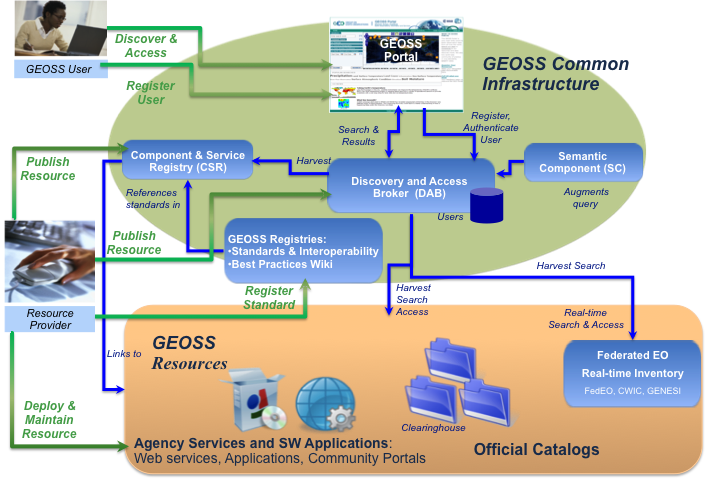 Discover &
Access
GEOSS User
Register
User
GEOSS
Portal
GEOSS Common
Infrastructure
Search &
Results
Register,
Authenticate
User
Publish
Resource
Component & Service
Registry (CSR)
Harvest
Discovery and Access
Broker (DAB)
Semantic
Component (SC)
References
standards in
Users
Augments
query
Publish
Resource
GEOSS Registries:
•Standards & Interoperability
•Best Practices Wiki
Register
Standard
Harvest
Search
Access
Harvest Search
Resource
Provider
Real-time
Search & Access
GEOSS
Resources
Links to
Federated EO
Real-time Inventory
FedEO, CWIC, GENESI
Deploy &
Maintain
Resource
Clearinghouse
Agency Services and SW Applications:
Web services, Applications, Community Portals
Official Catalogs